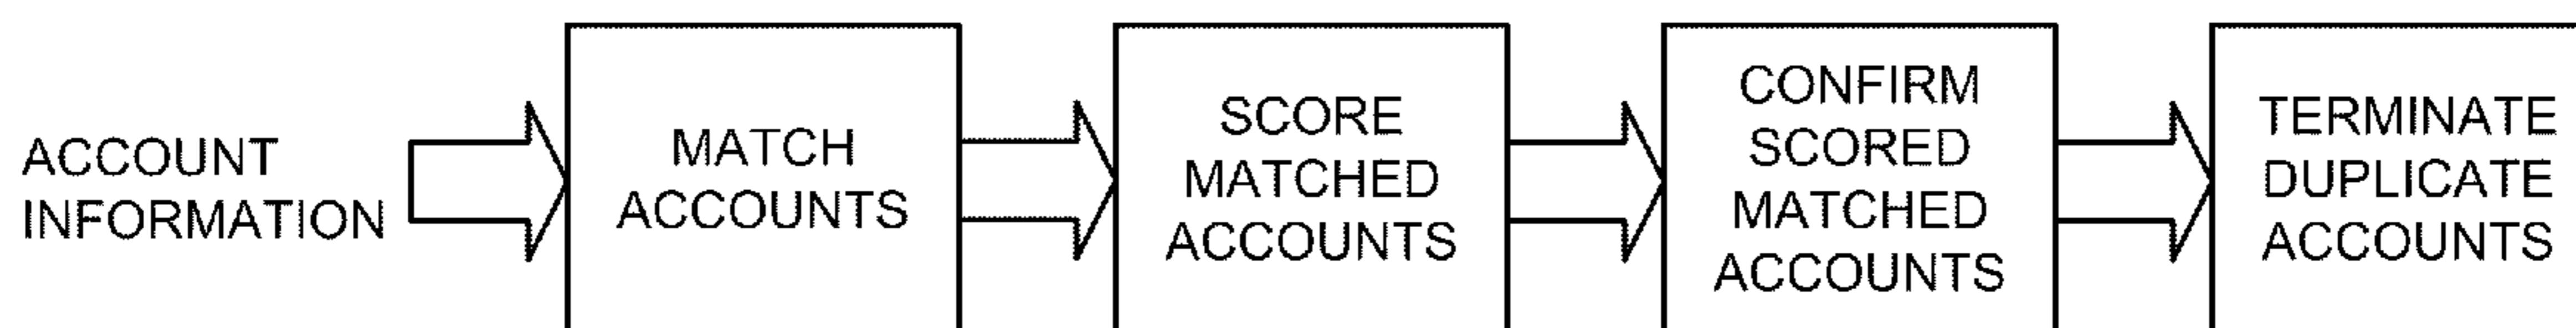 ACCOUNT
INFORMATION
MATCH
ACCOUNTS
SCORE
MATCHED
ACCOUNTS
CONFIRM
SCORED
MATCHED
ACCOUNTS
TERMINATE
DUPLICATE
ACCOUNTS